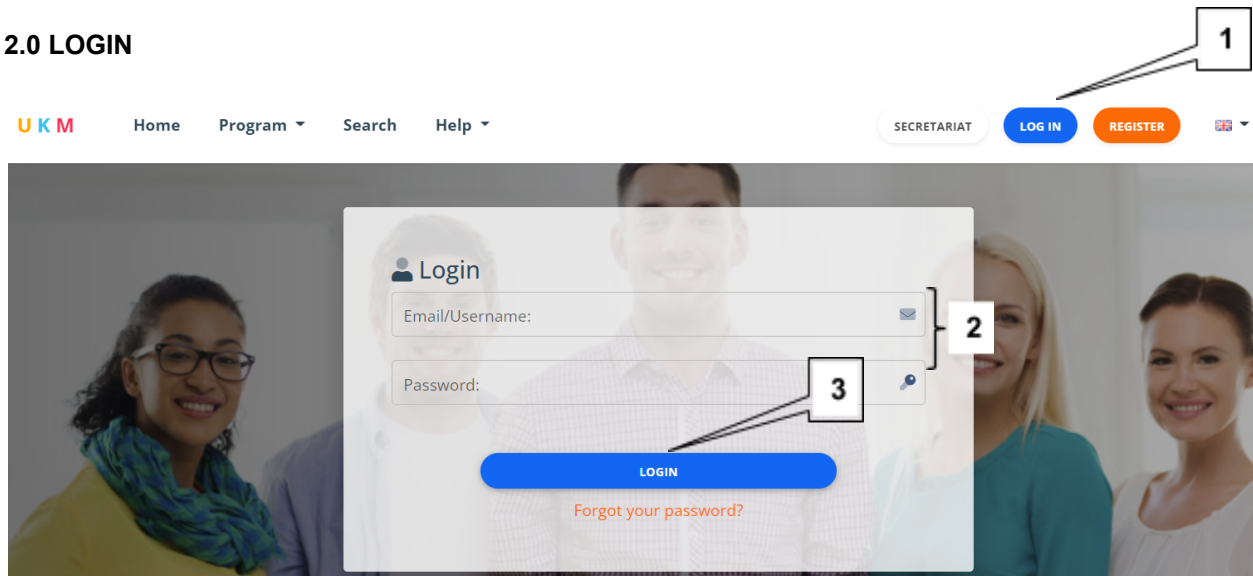 2.0 LOGIN
1
U K M Home Program Search Help SECRETARIAT LOG IN REGISTER
Login
Email/Username:
2
Password:
3
LOGIN
Forgot your password?